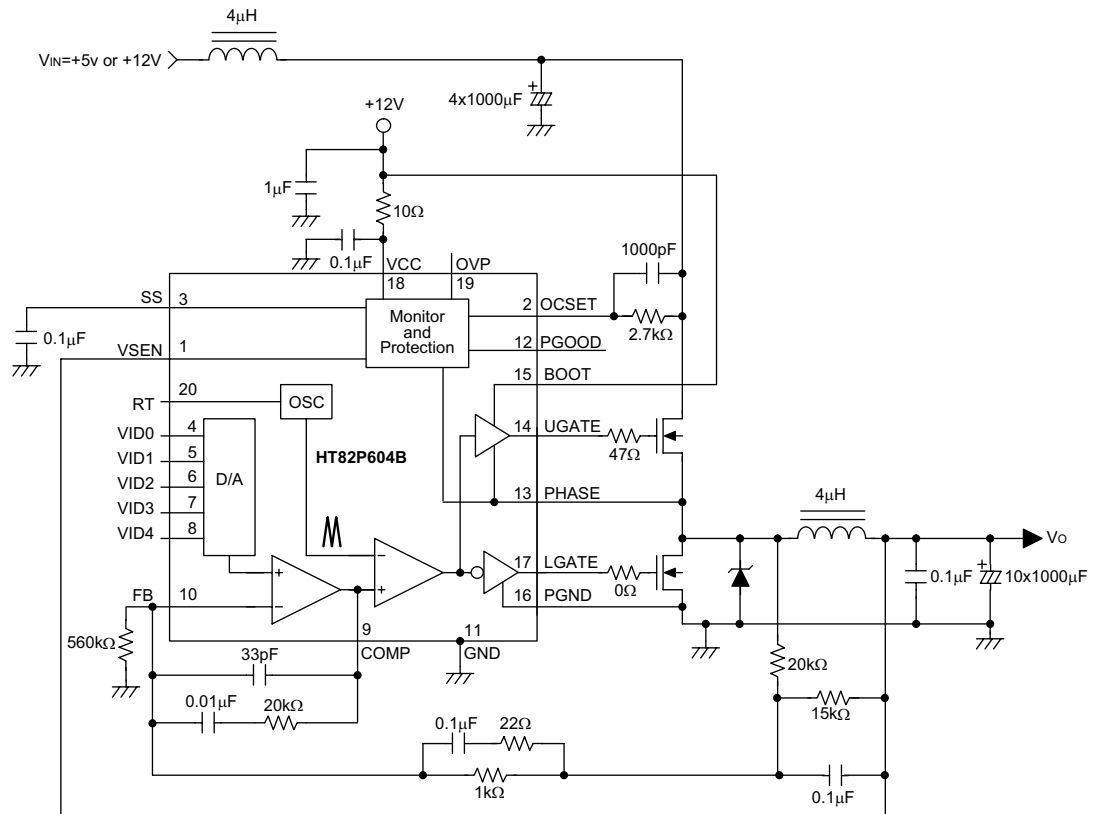 4μH
VIN=+5v or +12V
+
4x1000μF
+12V
1μF
10Ω
0.1μF
1000pF
VCC
OVP
18
19
SS
3
2
OCSET
Monitor
and
Protection
2.7kΩ
0.1μF
VSEN
1
12
PGOOD
15
BOOT
RT
20
OSC
14
UGATE
VID0
4
47Ω
VID1
5
HT82P604B
VID2
6
D/A
13
PHASE
4μH
VID3
7
VID4
8
VO
17
LGATE
0Ω
0.1μF
+
10x1000μF
+
−
−
+
FB
10
16
PGND
560kΩ
9
COMP
11
GND
33pF
20kΩ
0.01μF
20kΩ
15kΩ
0.1μF
22Ω
1kΩ
0.1μF